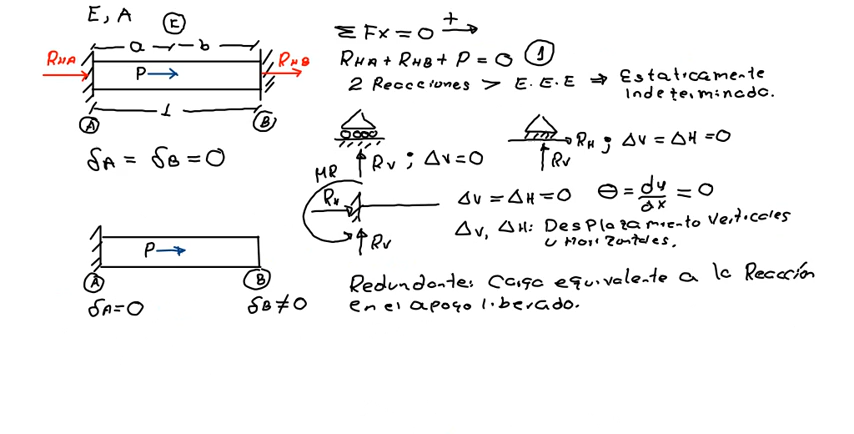 E, A
E
a b
RHA
RHB
P
L
A B
δA = δB = 0
ΣFx = 0 +
RHA + RHB + P = 0 1
2 Reacciones > E.E.E ⇒ Estaticamente
indeterminado.
Rv ; Δv = 0
RH ; Δv = ΔH = 0
Rv
MR
RH
Rv
Δv = ΔH = 0 θ = dy/dx = 0
Δv, ΔH: Desplazamiento verticales
u Horizontales.
P
A B
δA = 0 δB ≠ 0
Redundante: Carga equivalente a la Reacción
en el apoyo liberado.